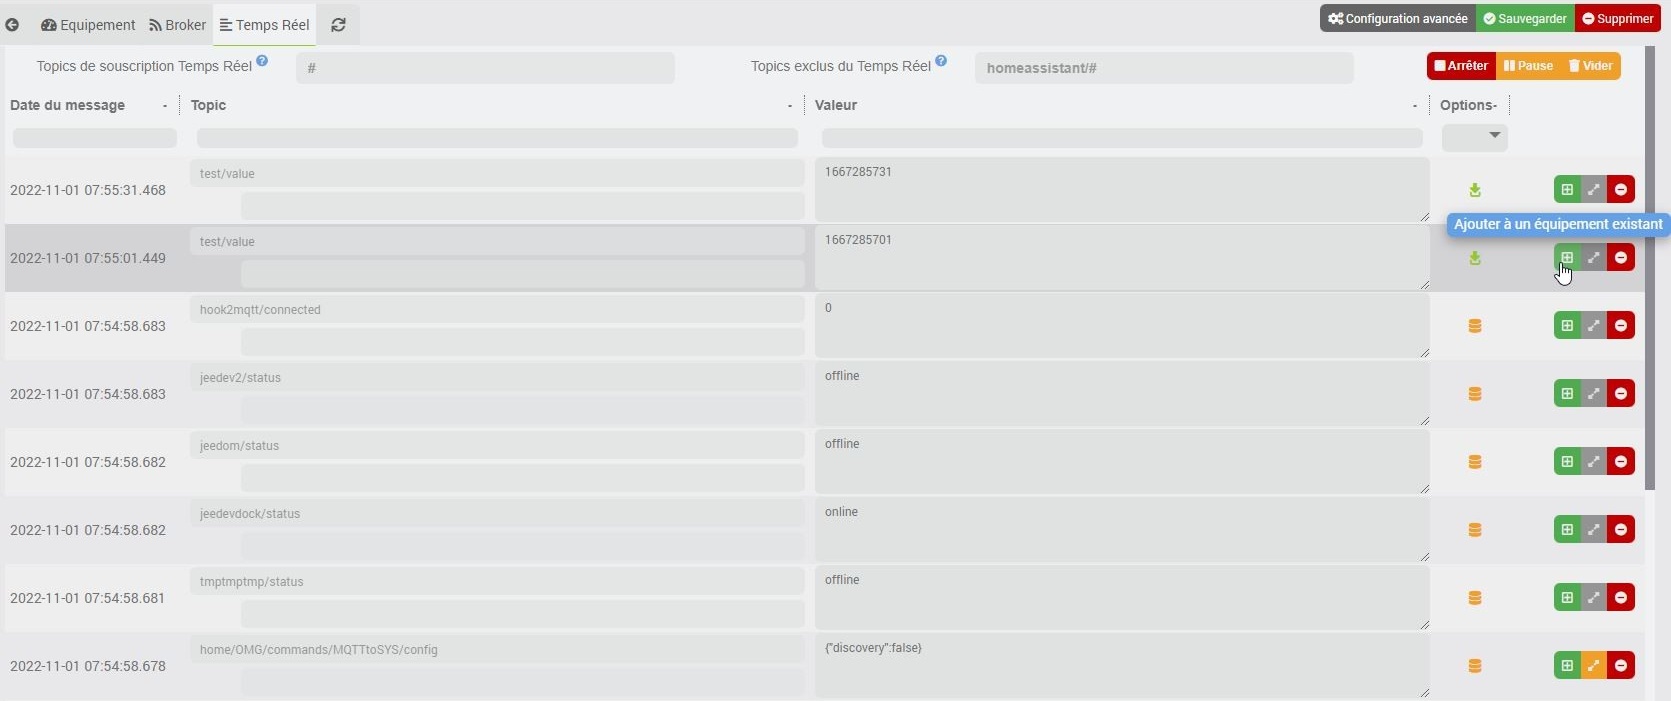 Equipement Broker Temps Réel Configuration avancée Sauvegarder Supprimer
Topics de souscription Temps Réel ? # Topics exclus du Temps Réel ? homeassistant/# Arrêter Pause Vider
Date du message - Topic - Valeur - Options-
2022-11-01 07:55:31.468 test/value 1667285731
Ajouter à un équipement existant
2022-11-01 07:55:01.449 test/value 1667285701
2022-11-01 07:54:58.683 hook2mqtt/connected 0
2022-11-01 07:54:58.683 jeedev2/status offline
2022-11-01 07:54:58.682 jeedom/status offline
2022-11-01 07:54:58.682 jeedevdock/status online
2022-11-01 07:54:58.681 tmptmptmp/status offline
2022-11-01 07:54:58.678 home/OMG/commands/MQTTtoSYS/config {"discovery":false}